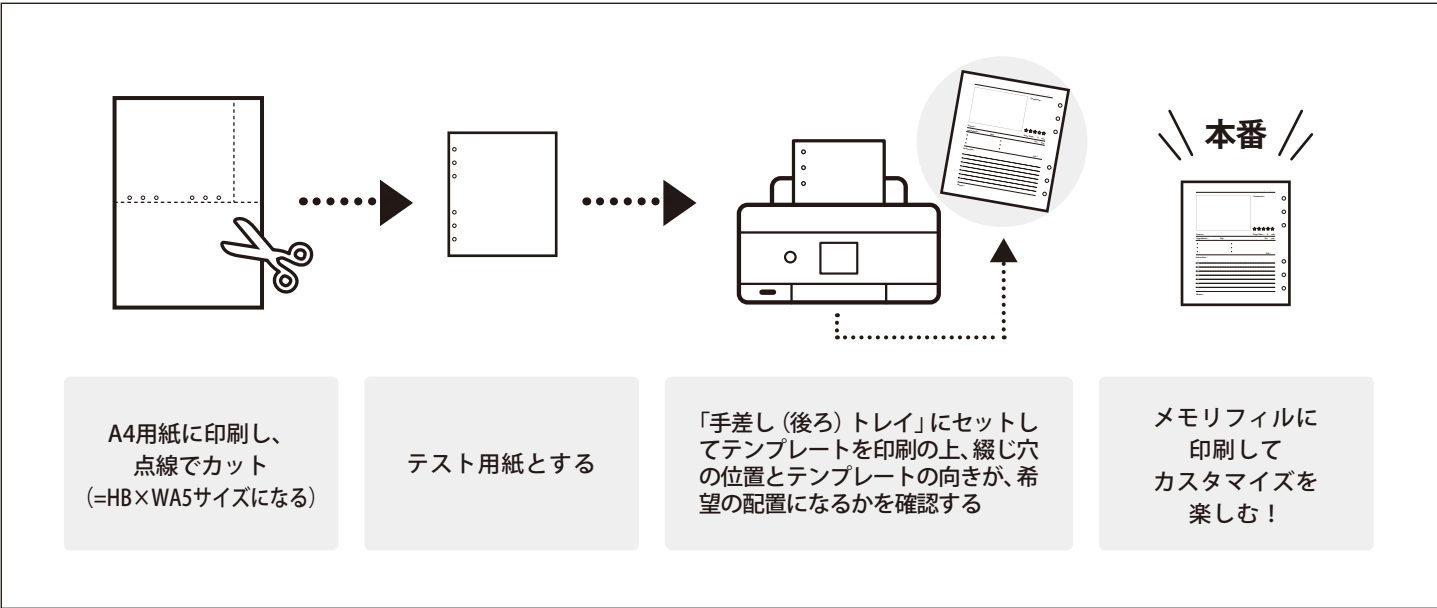 本番
A4用紙に印刷し、
点線でカット
（=HB×WA5サイズになる）
テスト用紙とする
「手差し（後ろ）トレイ」にセットし
てテンプレートを印刷の上、綴じ穴
の位置とテンプレートの向きが、希
望の配置になるかを確認する
メモリフィルに
印刷して
カスタマイズを
楽しむ！